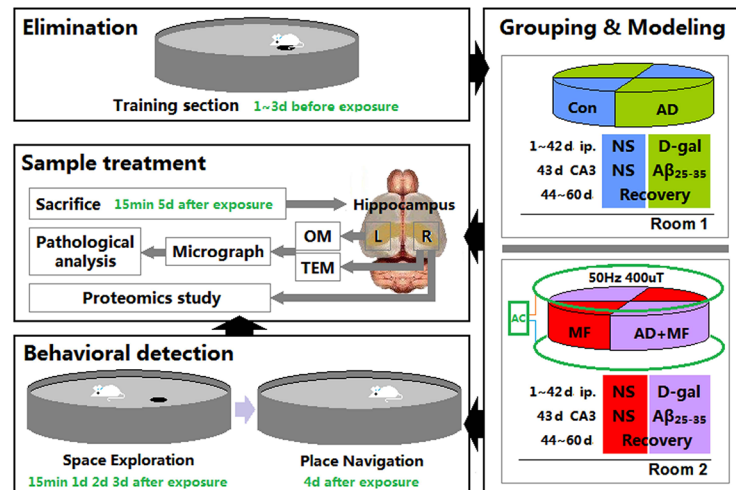 Elimination
Training section 1~3d before exposure
Sample treatment
Sacrifice 15min 5d after exposure
Hippocampus
Pathological analysis
Micrograph
OM
TEM
L R
Proteomics study
Behavioral detection
Space Exploration
15min 1d 2d 3d after exposure
Place Navigation
4d after exposure
Grouping & Modeling
Con AD
1~42d ip. NS D-gal
43d CA3 NS Aβ₂₅₋₃₅
44~60d Recovery
Room 1
50Hz 400uT
AC
MF AD+MF
1~42d ip. NS D-gal
43d CA3 NS Aβ₂₅₋₃₅
44~60d Recovery
Room 2